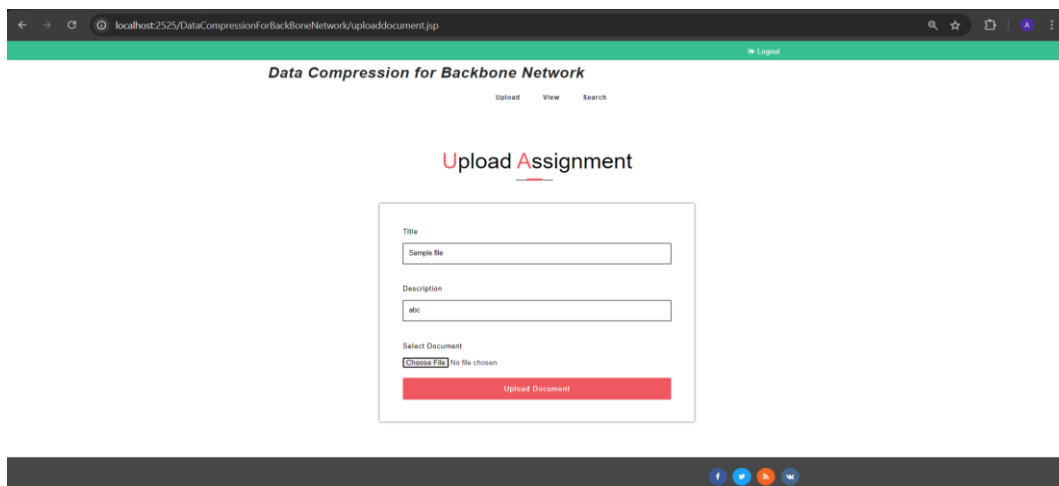 localhost:2525/DataCompressionForBackBoneNetwork/uploaddocument.jsp
A
Logout
Data Compression for Backbone Network
Upload View Search
Upload Assignment
Title
Sample file
Description
abc
Select Document
Choose File No file chosen
Upload Document